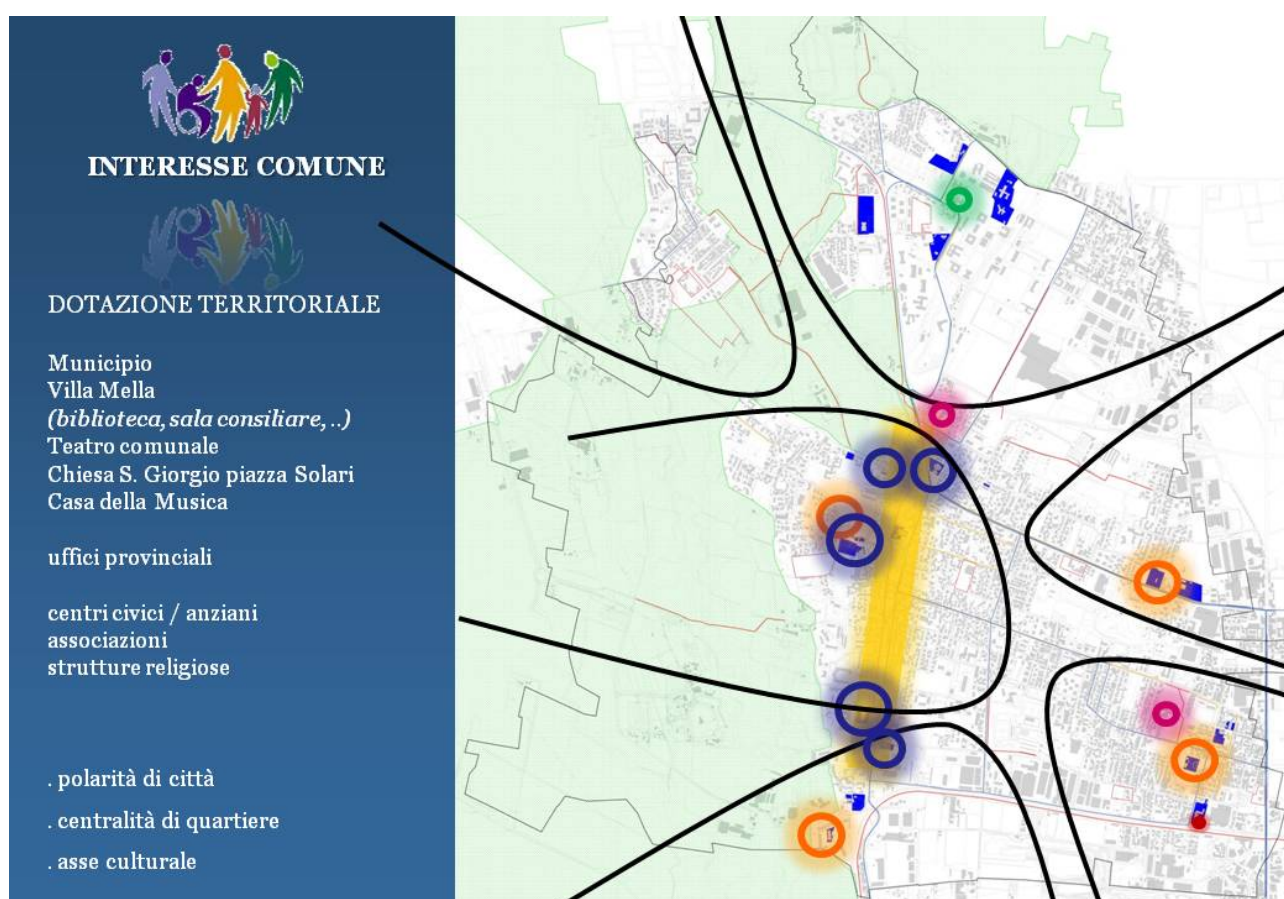 INTERESSE COMUNE
DOTAZIONE TERRITORIALE
Municipio
Villa Mella
(biblioteca, sala consiliare, ..)
Teatro comunale
Chiesa S. Giorgio piazza Solari
Casa della Musica
uffici provinciali
centri civici / anziani
associazioni
strutture religiose
. polarità di città
. centralità di quartiere
. asse culturale